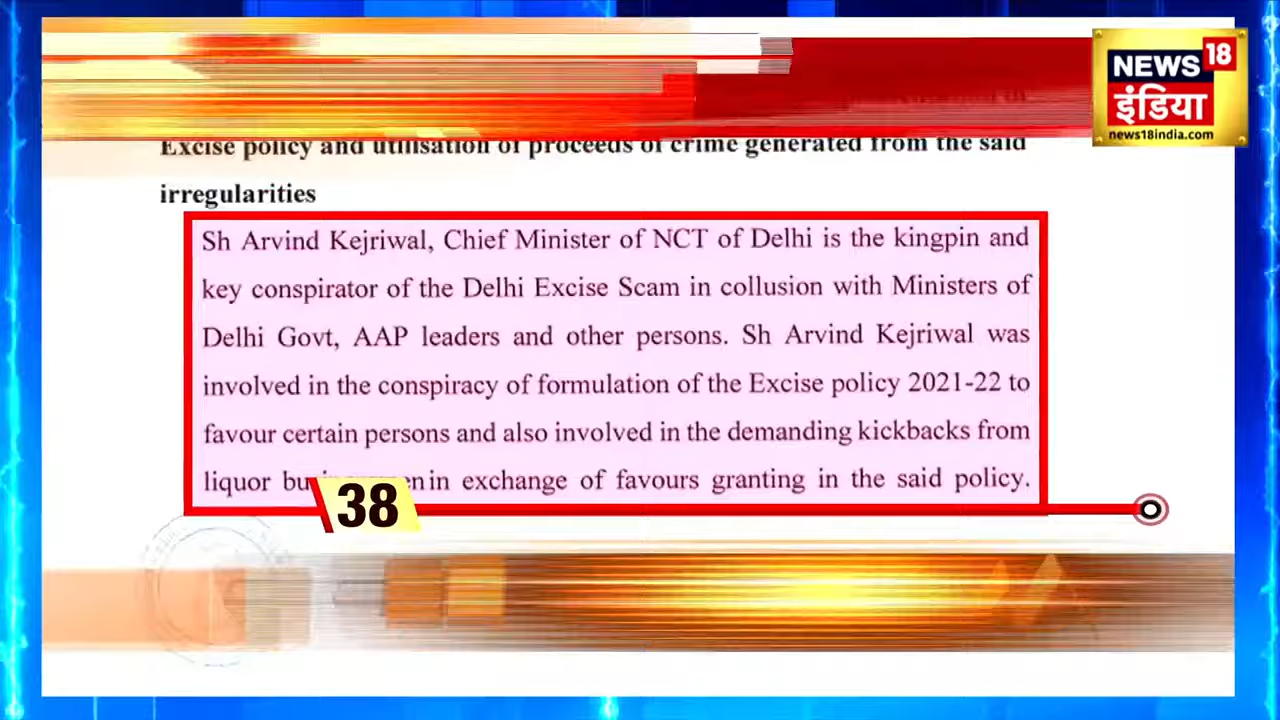 NEWS 18
इंडिया
news18india.com
Excise policy and utilisation of proceeds of crime generated from the said
irregularities
Sh Arvind Kejriwal, Chief Minister of NCT of Delhi is the kingpin and
key conspirator of the Delhi Excise Scam in collusion with Ministers of
Delhi Govt, AAP leaders and other persons. Sh Arvind Kejriwal was
involved in the conspiracy of formulation of the Excise policy 2021-22 to
favour certain persons and also involved in the demanding kickbacks from
liquor in exchange of favours granting in the said policy.
38